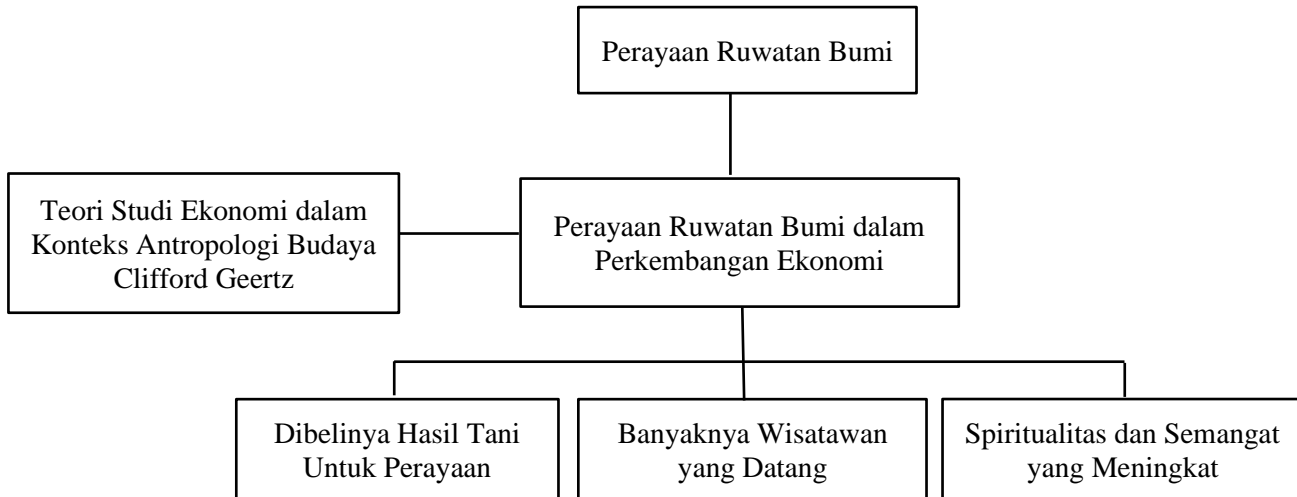 Perayaan Ruwatan Bumi
Teori Studi Ekonomi dalam
Konteks Antropologi Budaya
Clifford Geertz
Perayaan Ruwatan Bumi dalam
Perkembangan Ekonomi
Dibelinya Hasil Tani
Untuk Perayaan
Banyaknya Wisatawan
yang Datang
Spiritualitas dan Semangat
yang Meningkat